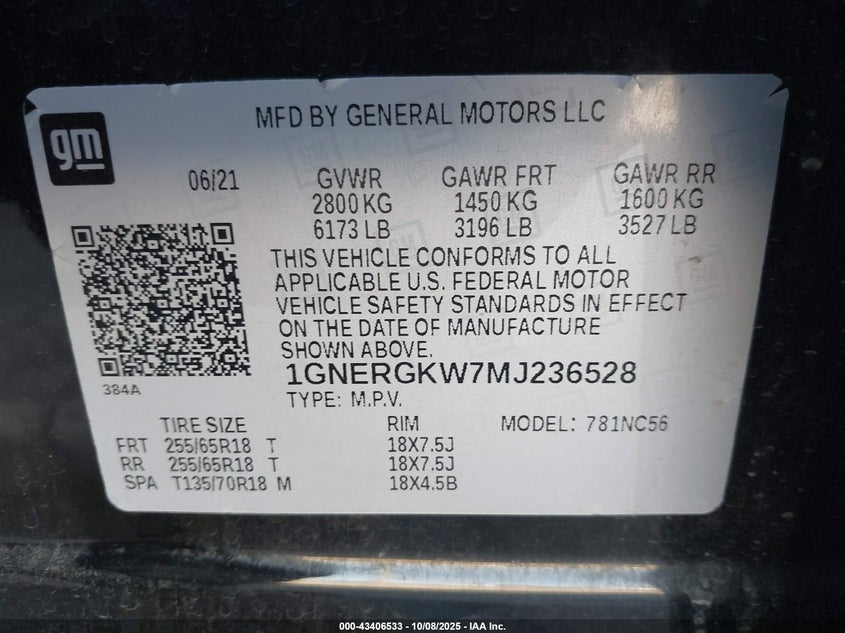 gm
MFD BY GENERAL MOTORS LLC
06/21 GVWR GAWR FRT GAWR RR
2800 KG 1450 KG 1600 KG
6173 LB 3196 LB 3527 LB
THIS VEHICLE CONFORMS TO ALL
APPLICABLE U.S. FEDERAL MOTOR
VEHICLE SAFETY STANDARDS IN EFFECT
ON THE DATE OF MANUFACTURE
SHOWN ABOVE.
384A
1GNERGKW7MJ236528
TYPE: M.P.V.
TIRE SIZE RIM MODEL: 781NC56
FRT 255/65R18 T 18X7.5J
RR 255/65R18 T 18X7.5J
SPA T135/70R18 M 18X4.5B
000-43406533 - 10/08/2025 - IAA Inc.